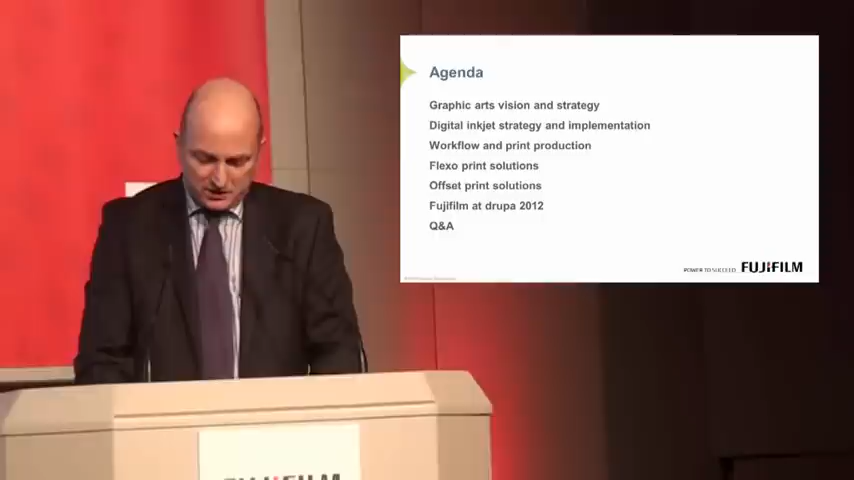 Agenda
Graphic arts vision and strategy
Digital inkjet strategy and implementation
Workflow and print production
Flexo print solutions
Offset print solutions
Fujifilm at drupa 2012
Q&A
POWER TO SUCCEED FUJIFILM
FUJIFILM